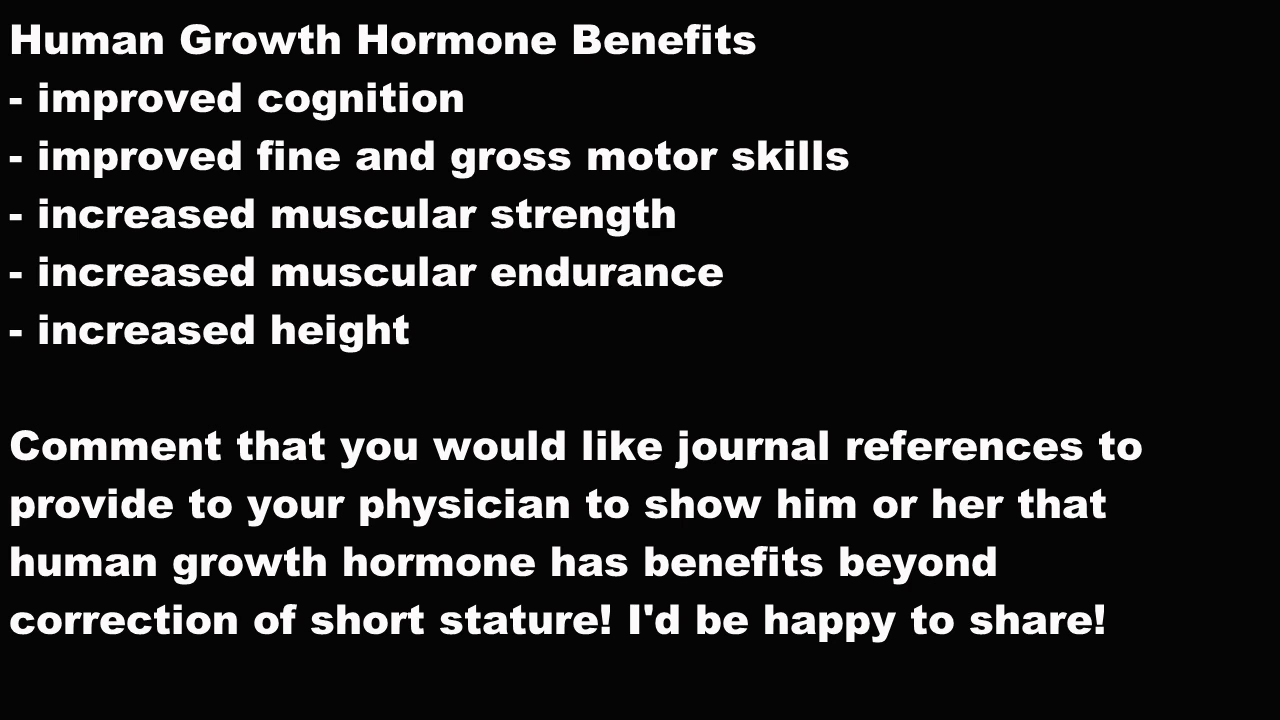 Human Growth Hormone Benefits
- improved cognition
- improved fine and gross motor skills
- increased muscular strength
- increased muscular endurance
- increased height
Comment that you would like journal references to
provide to your physician to show him or her that
human growth hormone has benefits beyond
correction of short stature! I'd be happy to share!